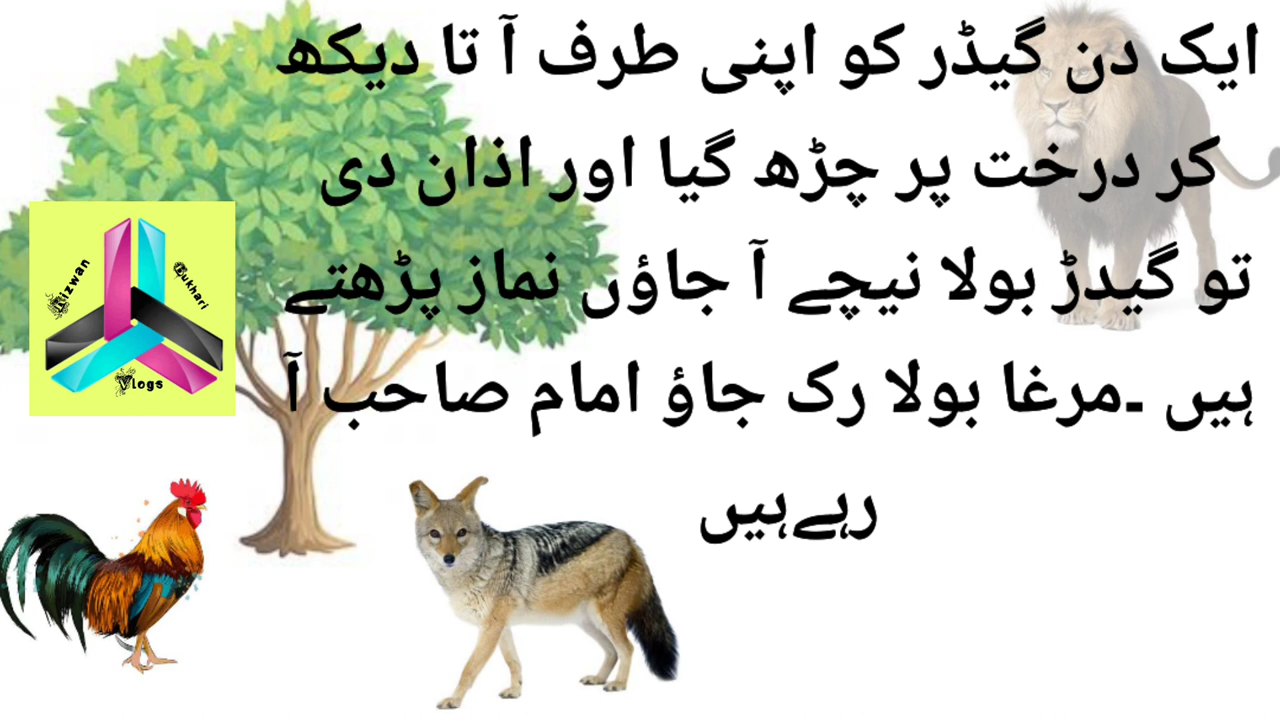 ایک دن گیڈر کو اپنی طرف آ تا دیکھ
کر درخت پر چڑھ گیا اور اذان دی
تو گیدڑ بولا نیچے آ جاؤں نماز پڑھتے
ہیں ۔مرغا بولا رک جاؤ امام صاحب آ
رہےہیں
Rizwan
Bukhari
Vlogs